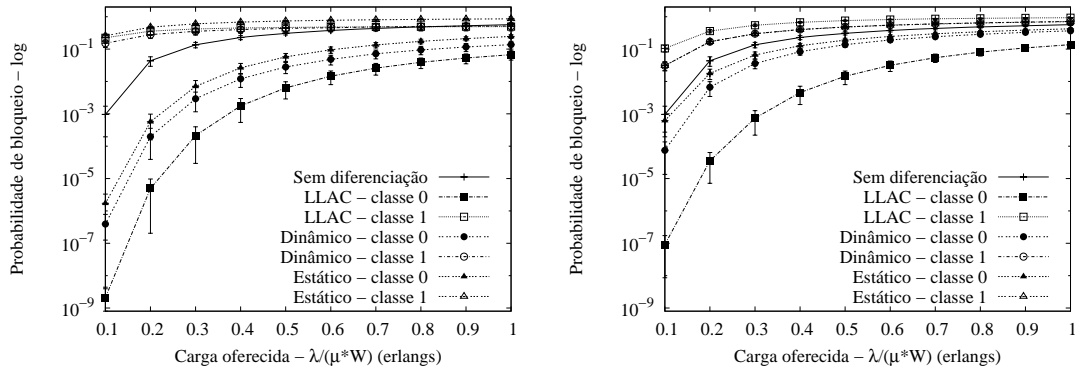 Probabilidade de bloqueio – log
10^-1
10^-3
10^-5
10^-7
10^-9
Sem diferenciação
LLAC – classe 0
LLAC – classe 1
Dinâmico – classe 0
Dinâmico – classe 1
Estático – classe 0
Estático – classe 1
0.1 0.2 0.3 0.4 0.5 0.6 0.7 0.8 0.9 1
Carga oferecida – λ/(μ*W) (erlangs)
Probabilidade de bloqueio – log
10^-1
10^-3
10^-5
10^-7
10^-9
Sem diferenciação
LLAC – classe 0
LLAC – classe 1
Dinâmico – classe 0
Dinâmico – classe 1
Estático – classe 0
Estático – classe 1
0.1 0.2 0.3 0.4 0.5 0.6 0.7 0.8 0.9 1
Carga oferecida – λ/(μ*W) (erlangs)